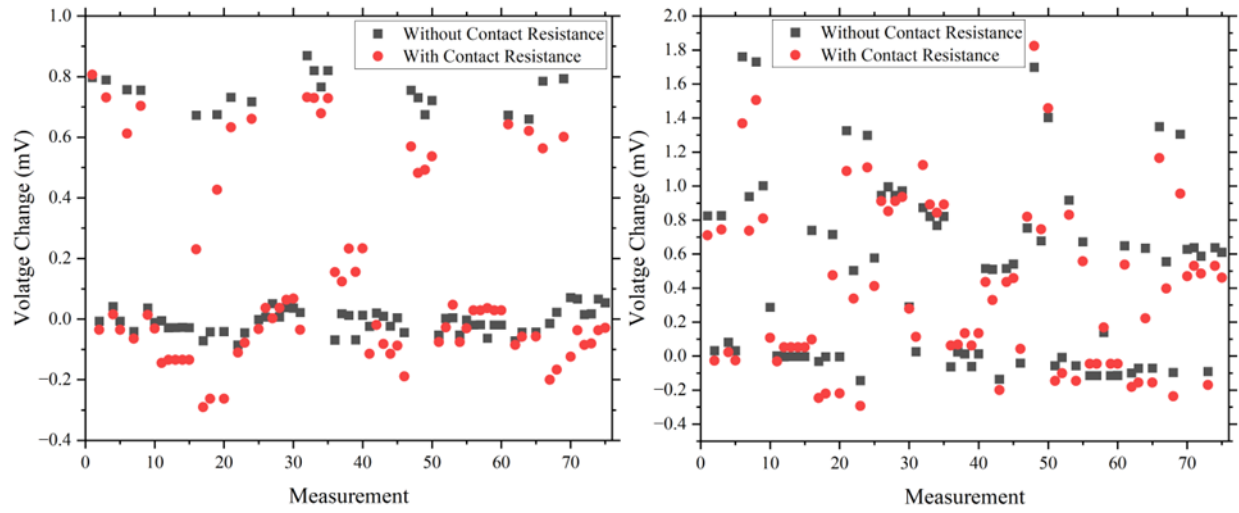 Without Contact Resistance
With Contact Resistance
Volatge Change (mV)
1.0
0.8
0.6
0.4
0.2
0.0
−0.2
−0.4
0 10 20 30 40 50 60 70
Measurement
Without Contact Resistance
With Contact Resistance
Volatge Change (mV)
2.0
1.8
1.6
1.4
1.2
1.0
0.8
0.6
0.4
0.2
0.0
−0.2
−0.4
0 10 20 30 40 50 60 70
Measurement